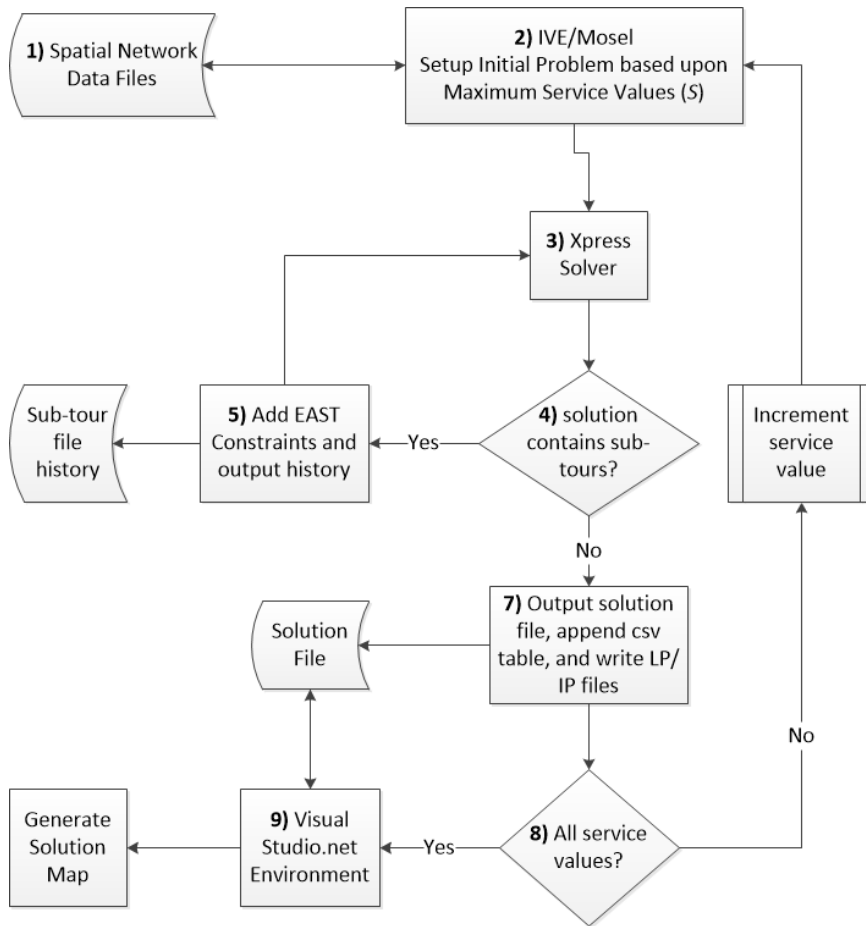 1) Spatial Network
Data Files
2) IVE/Mosel
Setup Initial Problem based upon
Maximum Service Values (S)
3) Xpress
Solver
Sub-tour
file
history
5) Add EAST
Constraints and
output history
Yes
4) solution
contains sub-
tours?
Increment
service
value
No
7) Output solution
file, append csv
table, and write LP/
IP files
Solution
File
No
Generate
Solution
Map
9) Visual
Studio.net
Environment
Yes
8) All service
values?